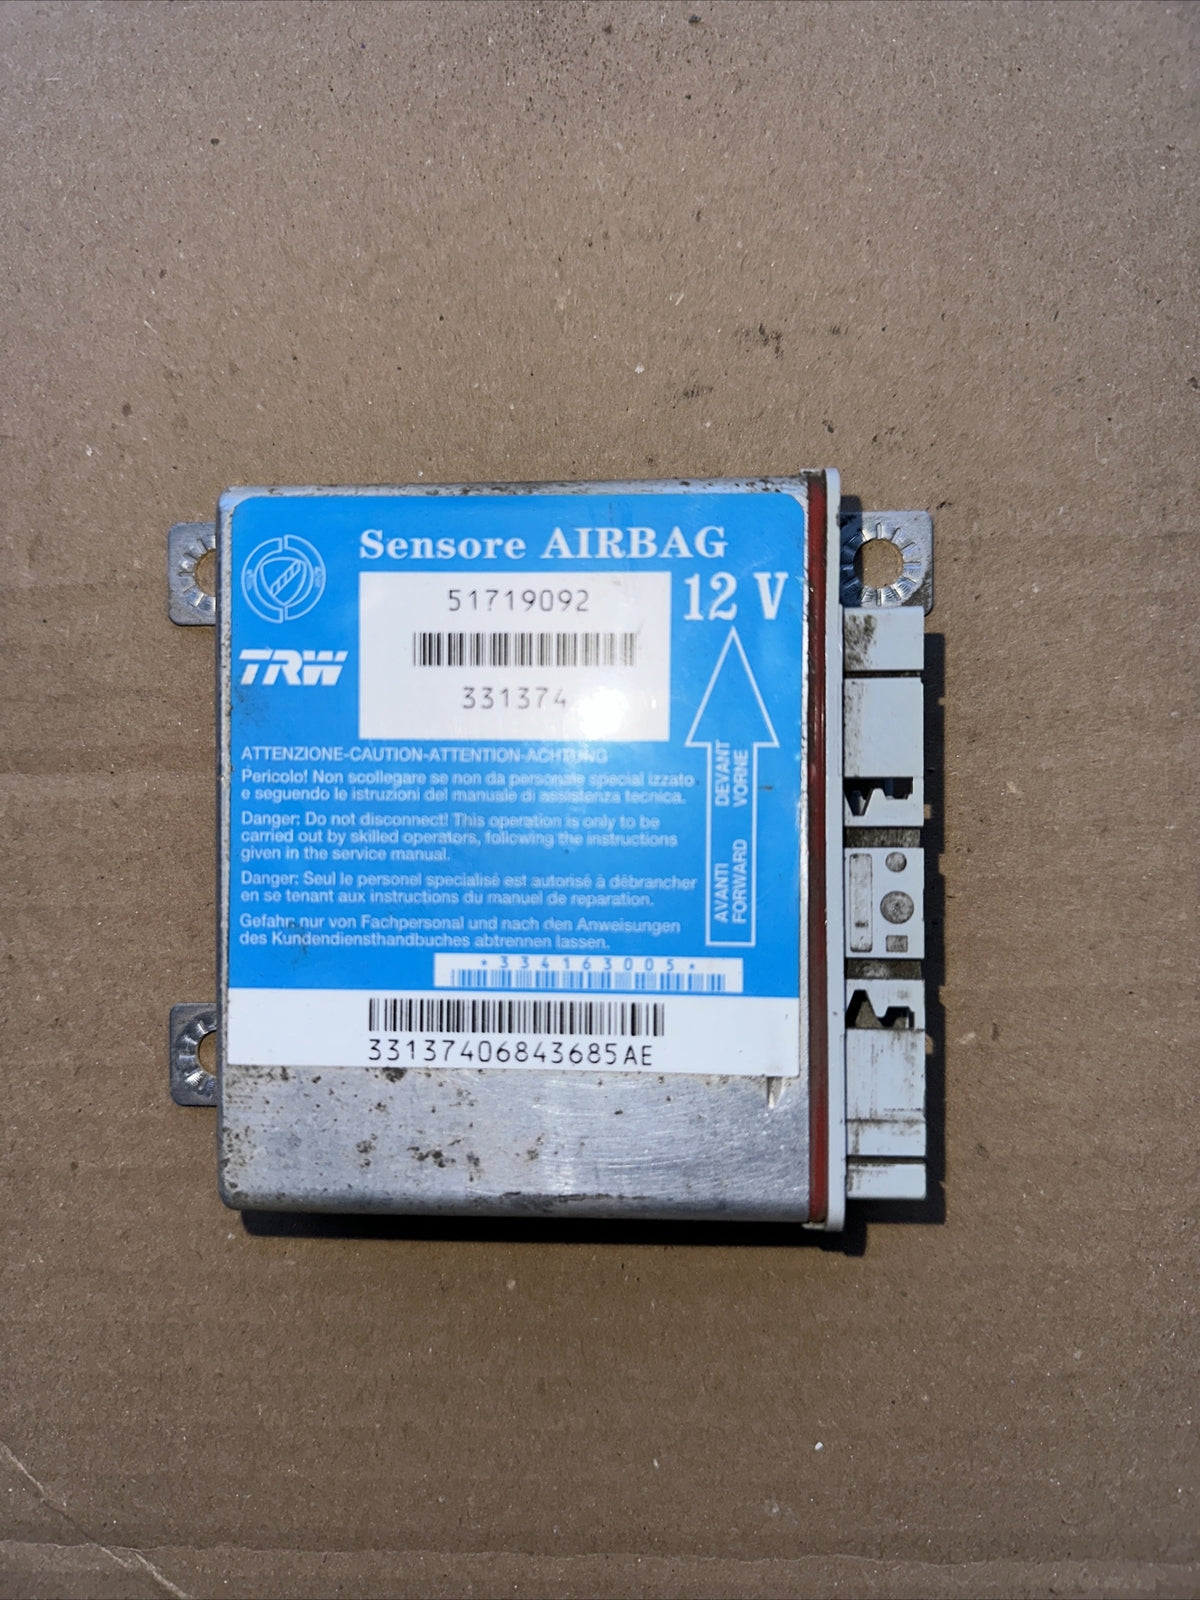 Sensore AIRBAG
12 V
51719092
331374
TRW
ATTENZIONE-CAUTION-ATTENTION-ACHTUNG
Pericolo! Non scollegare se non da personale special izzato
e seguendo le istruzioni del manuale di assistenza tecnica.
Danger: Do not disconnect! This operation is only to be
carried out by skilled operators, following the instructions
given in the service manual.
Danger: Seul le personel specialisé est autorisé à débrancher
en se tenant aux instructions du manuel de reparation.
Gefahr: nur von Fachpersonal und nach den Anweisungen
des Kundendiensthandbuches abtrennen lassen.
AVANTI DEVANT
FORWARD VORNE
*334163005*
33137406843685AE